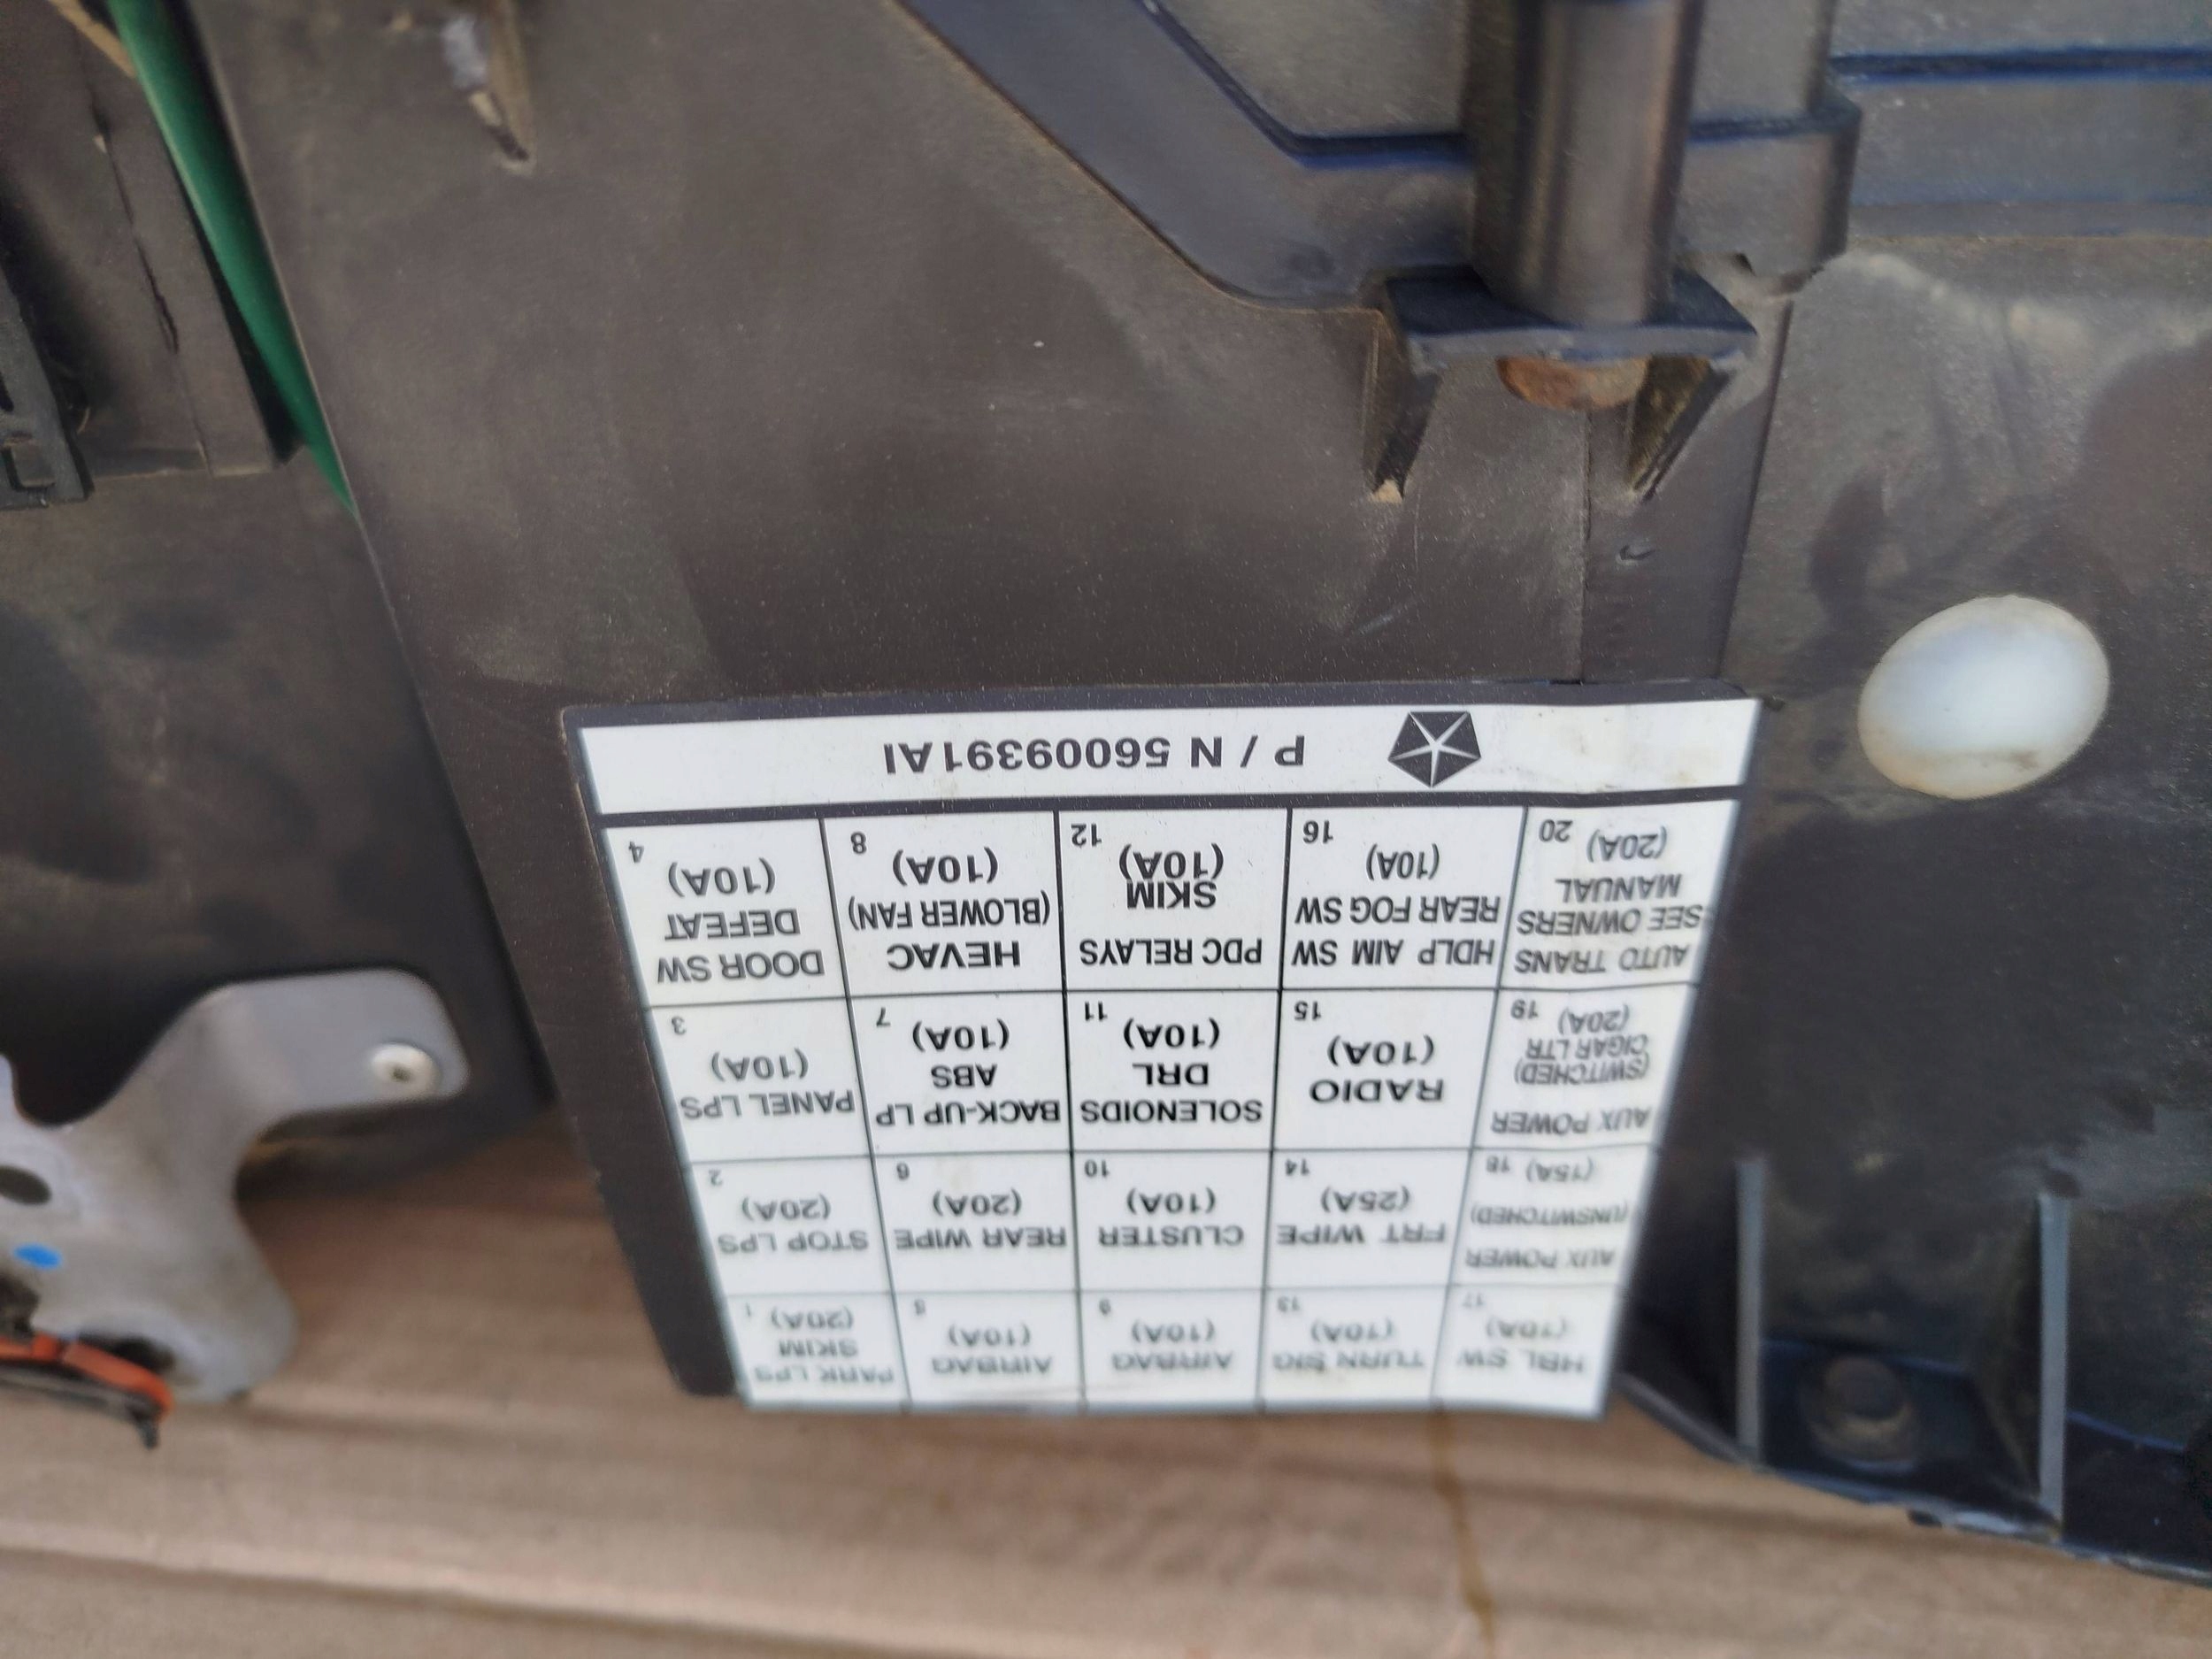 HBL SW
(10A)
17
TURN SIG
(10A)
13
AIRBAG
(10A)
9
AIRBAG
(10A)
5
PARK LPS
SKIM
(20A)
1
AUX POWER
(UNSWITCHED)
(15A) 18
FRT WIPE
(25A)
14
CLUSTER
(10A)
10
REAR WIPE
(20A)
6
STOP LPS
(20A)
2
AUX POWER
(SWITCHED)
CIGAR LTR
(20A) 19
RADIO
(10A)
15
SOLENOIDS
DRL
(10A)
11
BACK-UP LP
ABS
(10A)
7
PANEL LPS
(10A)
3
AUTO TRANS
SEE OWNERS
MANUAL
(20A) 20
HDLP AIM SW
REAR FOG SW
(10A)
16
PDC RELAYS
SKIM
(10A)
12
HEVAC
(BLOWER FAN)
(10A)
8
DOOR SW
DEFEAT
(10A)
4
P / N 56009391AI